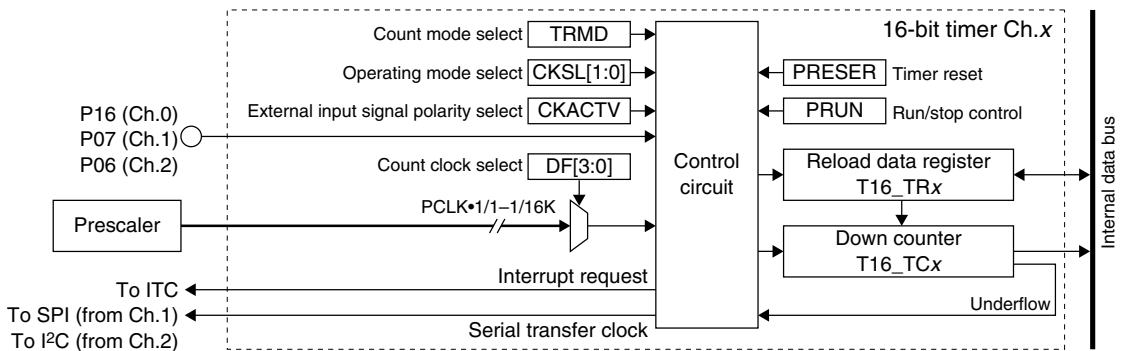 16-bit timer Ch.x
Count mode select TRMD
Operating mode select CKSL[1:0]
PRESER Timer reset
External input signal polarity select CKACTV
PRUN Run/stop control
P16 (Ch.0)
P07 (Ch.1)
P06 (Ch.2)
Count clock select DF[3:0]
Control
circuit
Reload data register
T16_TRx
Internal data bus
PCLK•1/1–1/16K
Prescaler
Down counter
T16_TCx
Interrupt request
To ITC
Underflow
To SPI (from Ch.1)
Serial transfer clock
To I²C (from Ch.2)